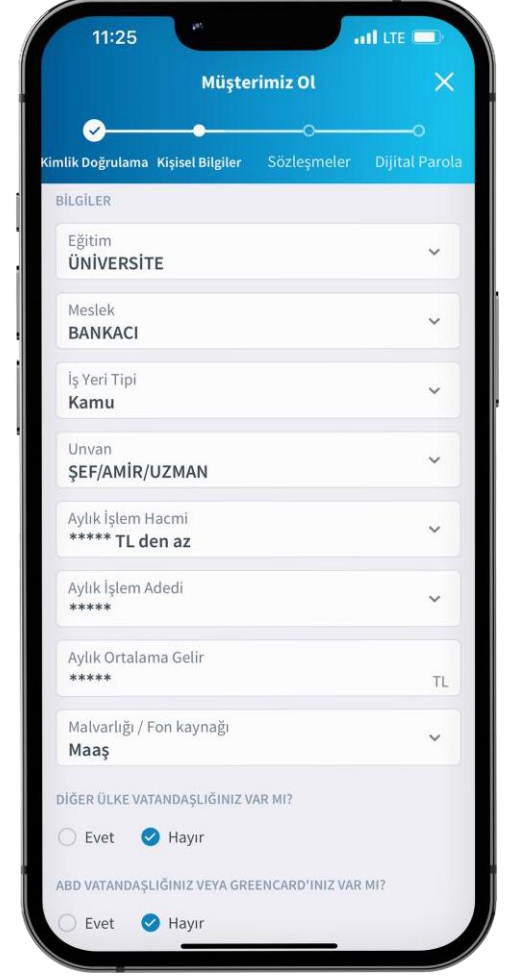 11:25
LTE
Müşterimiz Ol
Kimlik Doğrulama Kişisel Bilgiler Sözleşmeler Dijital Parola
BİLGİLER
Eğitim
ÜNİVERSİTE
Meslek
BANKACI
İş Yeri Tipi
Kamu
Unvan
ŞEF/AMİR/UZMAN
Aylık İşlem Hacmi
***** TL den az
Aylık İşlem Adedi
*****
Aylık Ortalama Gelir
*****
TL
Malvarlığı / Fon kaynağı
Maaş
DİĞER ÜLKE VATANDAŞLIĞINIZ VAR MI?
Evet Hayır
ABD VATANDAŞLIĞINIZ VEYA GREENCARD'INIZ VAR MI?
Evet Hayır